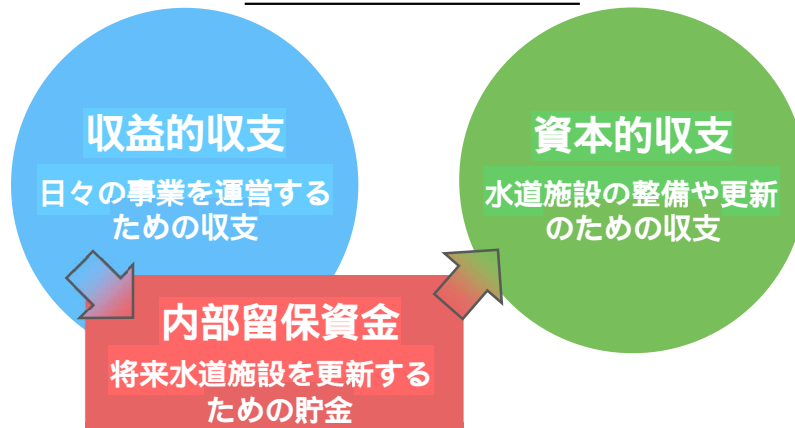 収益的収支
日々の事業を運営する
ための収支
資本的収支
水道施設の整備や更新
のための収支
内部留保資金
将来水道施設を更新する
ための貯金